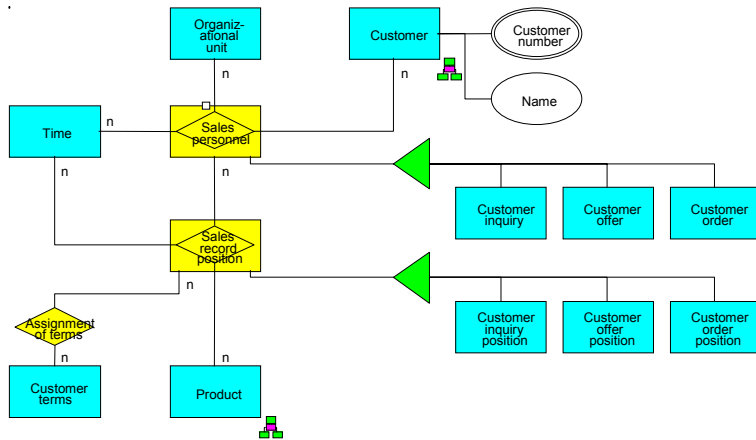 Organiz-
ational
unit
Customer
Customer
number
n
n
Name
Time
n
Sales
personnel
n
n
Customer
inquiry
Customer
offer
Customer
order
Sales
record
position
n
Assignment
of terms
Customer
inquiry
position
Customer
offer
position
Customer
order position
n
n
Customer
terms
Product